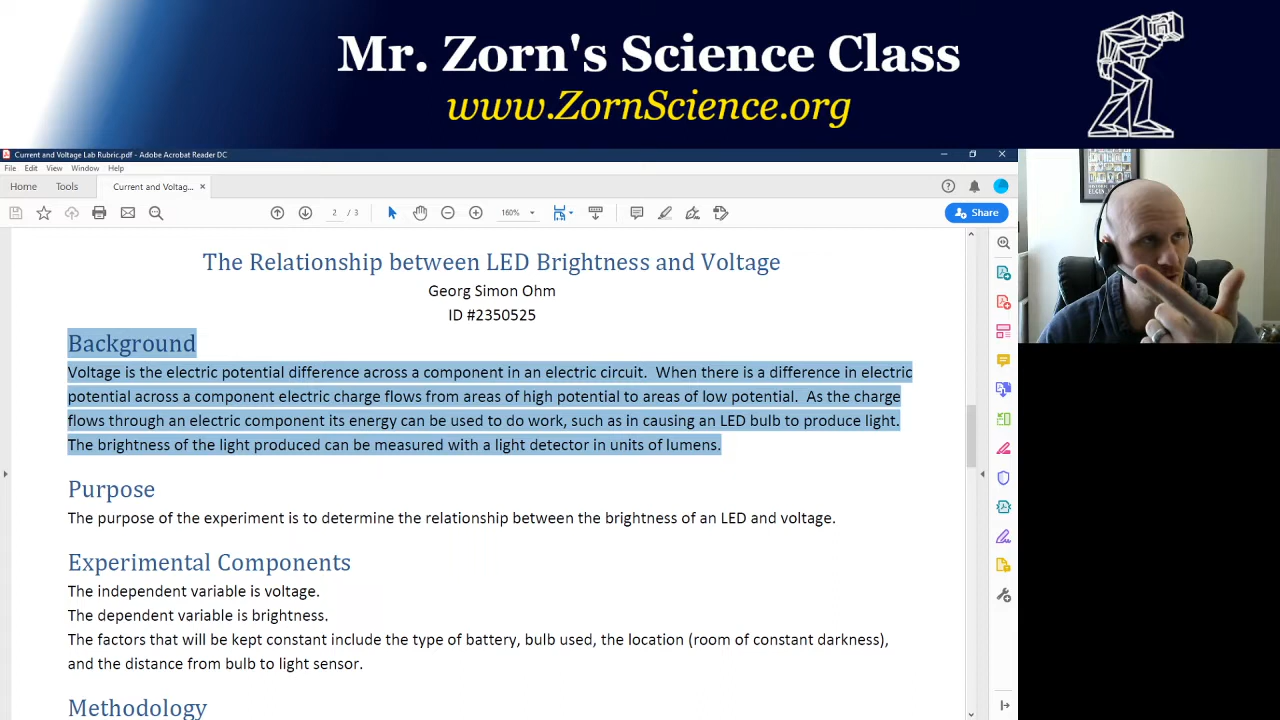 Mr. Zorn's Science Class
www.ZornScience.org
Current and Voltage Lab Rubric.pdf - Adobe Acrobat Reader DC
File Edit View Window Help
Home Tools Current and Voltag... ×
2 / 3 160% Share
The Relationship between LED Brightness and Voltage
Georg Simon Ohm
ID #2350525
Background
Voltage is the electric potential difference across a component in an electric circuit. When there is a difference in electric
potential across a component electric charge flows from areas of high potential to areas of low potential. As the charge
flows through an electric component its energy can be used to do work, such as in causing an LED bulb to produce light.
The brightness of the light produced can be measured with a light detector in units of lumens.
Purpose
The purpose of the experiment is to determine the relationship between the brightness of an LED and voltage.
Experimental Components
The independent variable is voltage.
The dependent variable is brightness.
The factors that will be kept constant include the type of battery, bulb used, the location (room of constant darkness),
and the distance from bulb to light sensor.
Methodology